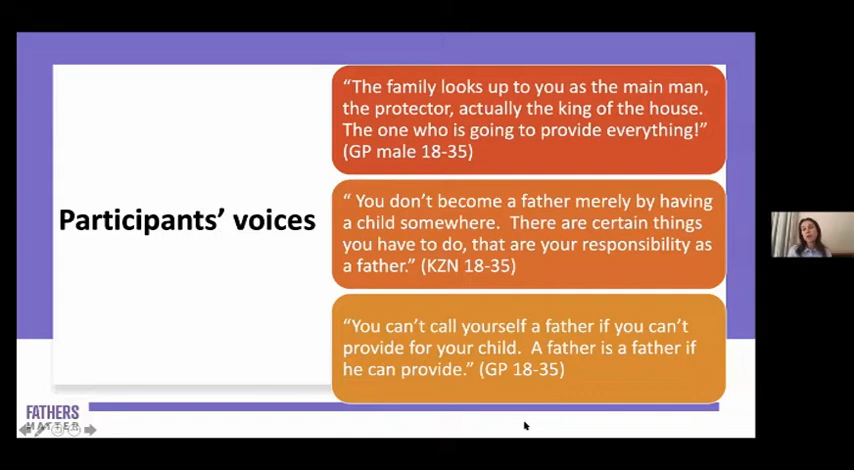 Participants' voices
“The family looks up to you as the main man,
the protector, actually the king of the house.
The one who is going to provide everything!”
(GP male 18-35)
“ You don’t become a father merely by having
a child somewhere.  There are certain things
you have to do, that are your responsibility as
a father.” (KZN 18-35)
“You can’t call yourself a father if you can’t
provide for your child.  A father is a father if
he can provide.” (GP 18-35)
FATHERS
MATTER